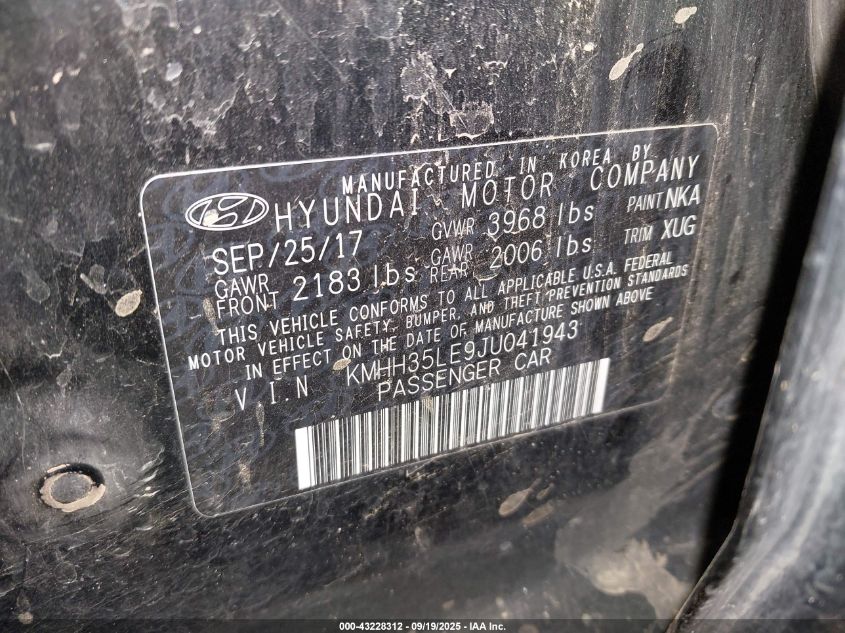 MANUFACTURED IN KOREA BY
HYUNDAI MOTOR COMPANY
SEP/25/17 GVWR 3968 lbs PAINT NKA
GAWR FRONT 2183 lbs GAWR REAR 2006 lbs TRIM XUG
THIS VEHICLE CONFORMS TO ALL APPLICABLE U.S.A. FEDERAL
MOTOR VEHICLE SAFETY, BUMPER, AND THEFT PREVENTION STANDARDS
IN EFFECT ON THE DATE OF MANUFACTURE SHOWN ABOVE
V.I.N KMHH35LE9JU041943
PASSENGER CAR
000-43228312 - 09/19/2025 - IAA Inc.